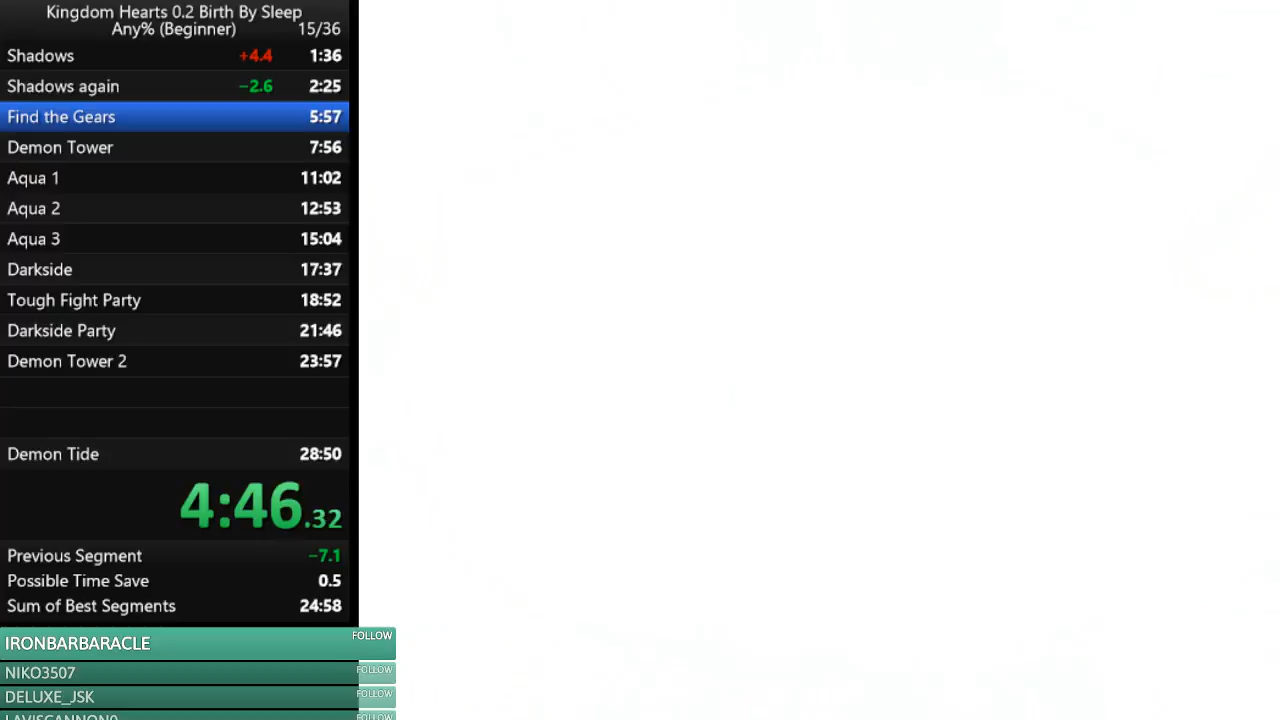 Kingdom Hearts 0.2 Birth By Sleep
Any% (Beginner) 15/36
Shadows +4.4 1:36
Shadows again −2.6 2:25
Find the Gears 5:57
Demon Tower 7:56
Aqua 1 11:02
Aqua 2 12:53
Aqua 3 15:04
Darkside 17:37
Tough Fight Party 18:52
Darkside Party 21:46
Demon Tower 2 23:57
Demon Tide 28:50
4:46.32
Previous Segment −7.1
Possible Time Save 0.5
Sum of Best Segments 24:58
IRONBARBARACLE FOLLOW
NIKO3507 FOLLOW
DELUXE_JSK FOLLOW
FOLLOW